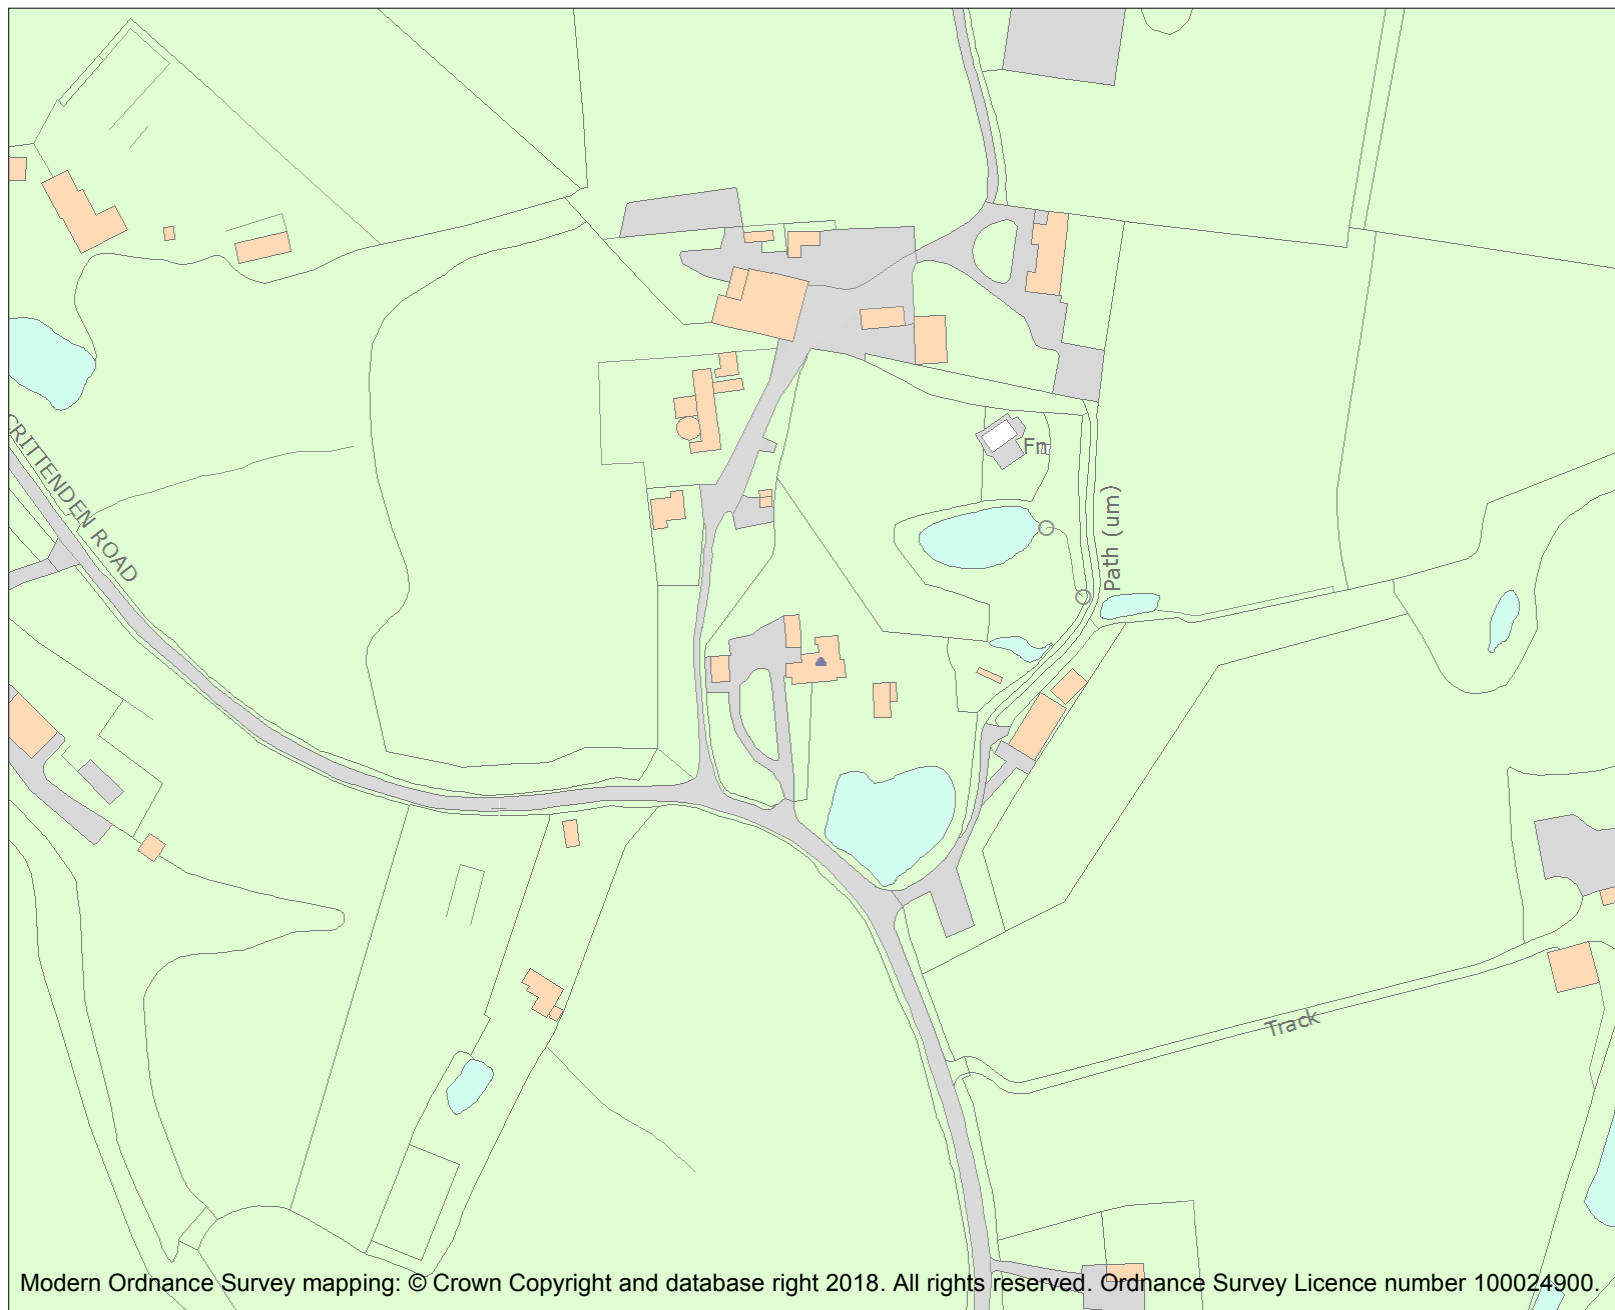 CRITTENDEN ROAD
Fn
Path (um)
Track
Modern Ordnance Survey mapping: © Crown Copyright and database right 2018. All rights reserved. Ordnance Survey Licence number 100024900.